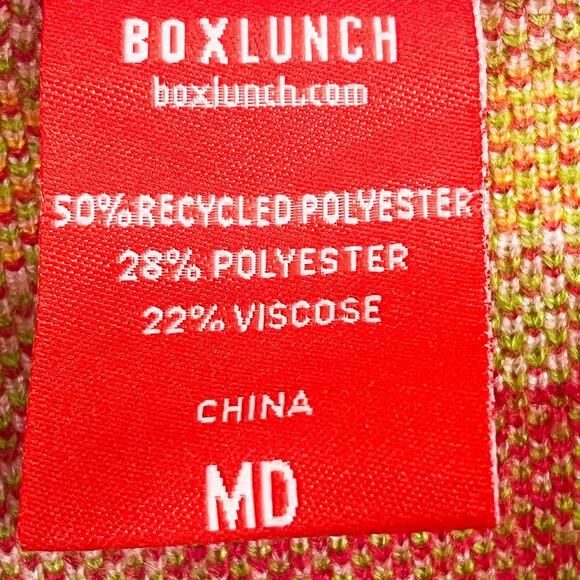 BOXLUNCH
boxlunch.com
50% RECYCLED POLYESTER
28% POLYESTER
22% VISCOSE
CHINA
MD